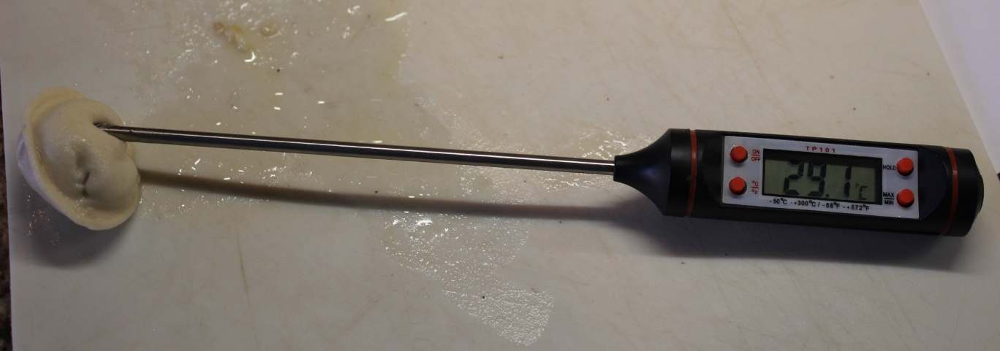 TP101
ON
OFF
°C
°F
29.1 °C
HOLD
MAX
MIN
-50°C -+300°C / -58°F -+572°F